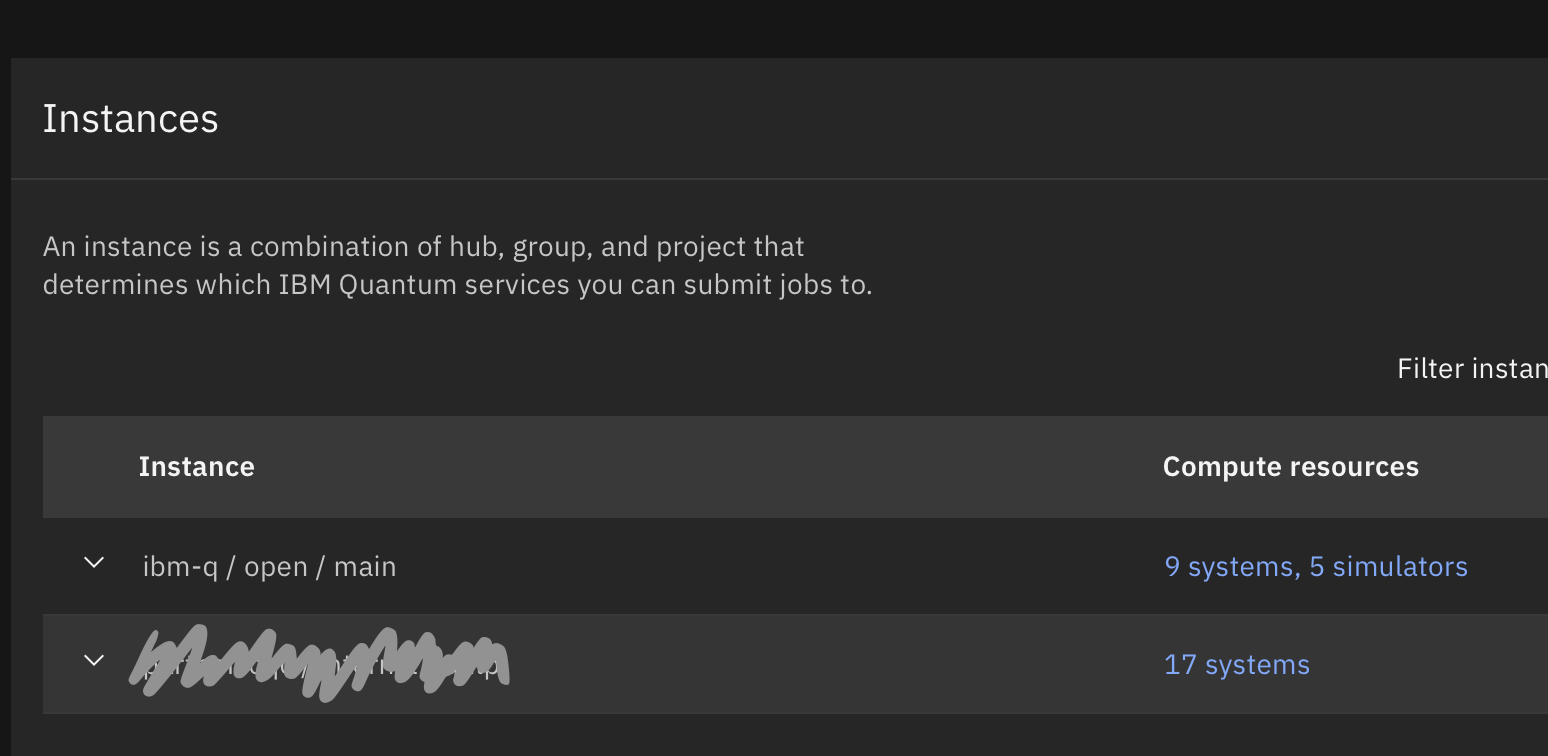 Instances
An instance is a combination of hub, group, and project that
determines which IBM Quantum services you can submit jobs to.
Filter instan
Instance Compute resources
ibm-q / open / main 9 systems, 5 simulators
17 systems